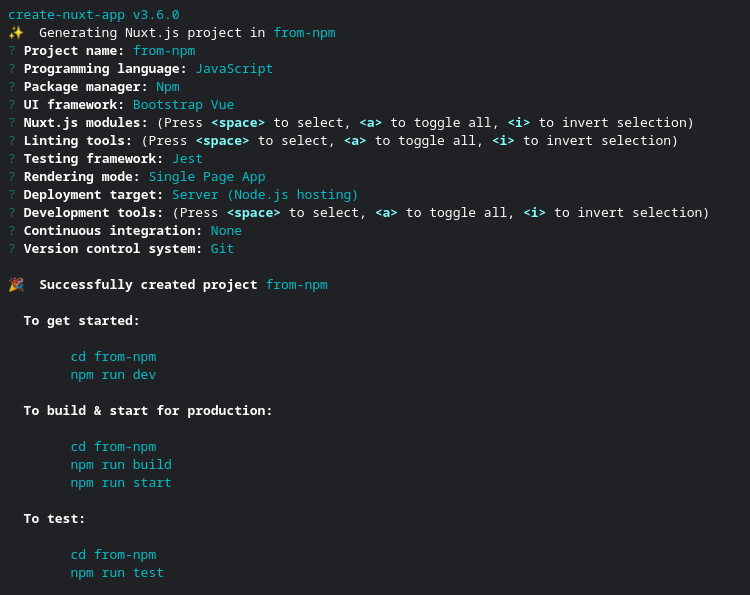 create-nuxt-app v3.6.0
✨ Generating Nuxt.js project in from-npm
? Project name: from-npm
? Programming language: JavaScript
? Package manager: Npm
? UI framework: Bootstrap Vue
? Nuxt.js modules: (Press <space> to select, <a> to toggle all, <i> to invert selection)
? Linting tools: (Press <space> to select, <a> to toggle all, <i> to invert selection)
? Testing framework: Jest
? Rendering mode: Single Page App
? Deployment target: Server (Node.js hosting)
? Development tools: (Press <space> to select, <a> to toggle all, <i> to invert selection)
? Continuous integration: None
? Version control system: Git
🎉 Successfully created project from-npm
To get started:
cd from-npm
npm run dev
To build & start for production:
cd from-npm
npm run build
npm run start
To test:
cd from-npm
npm run test